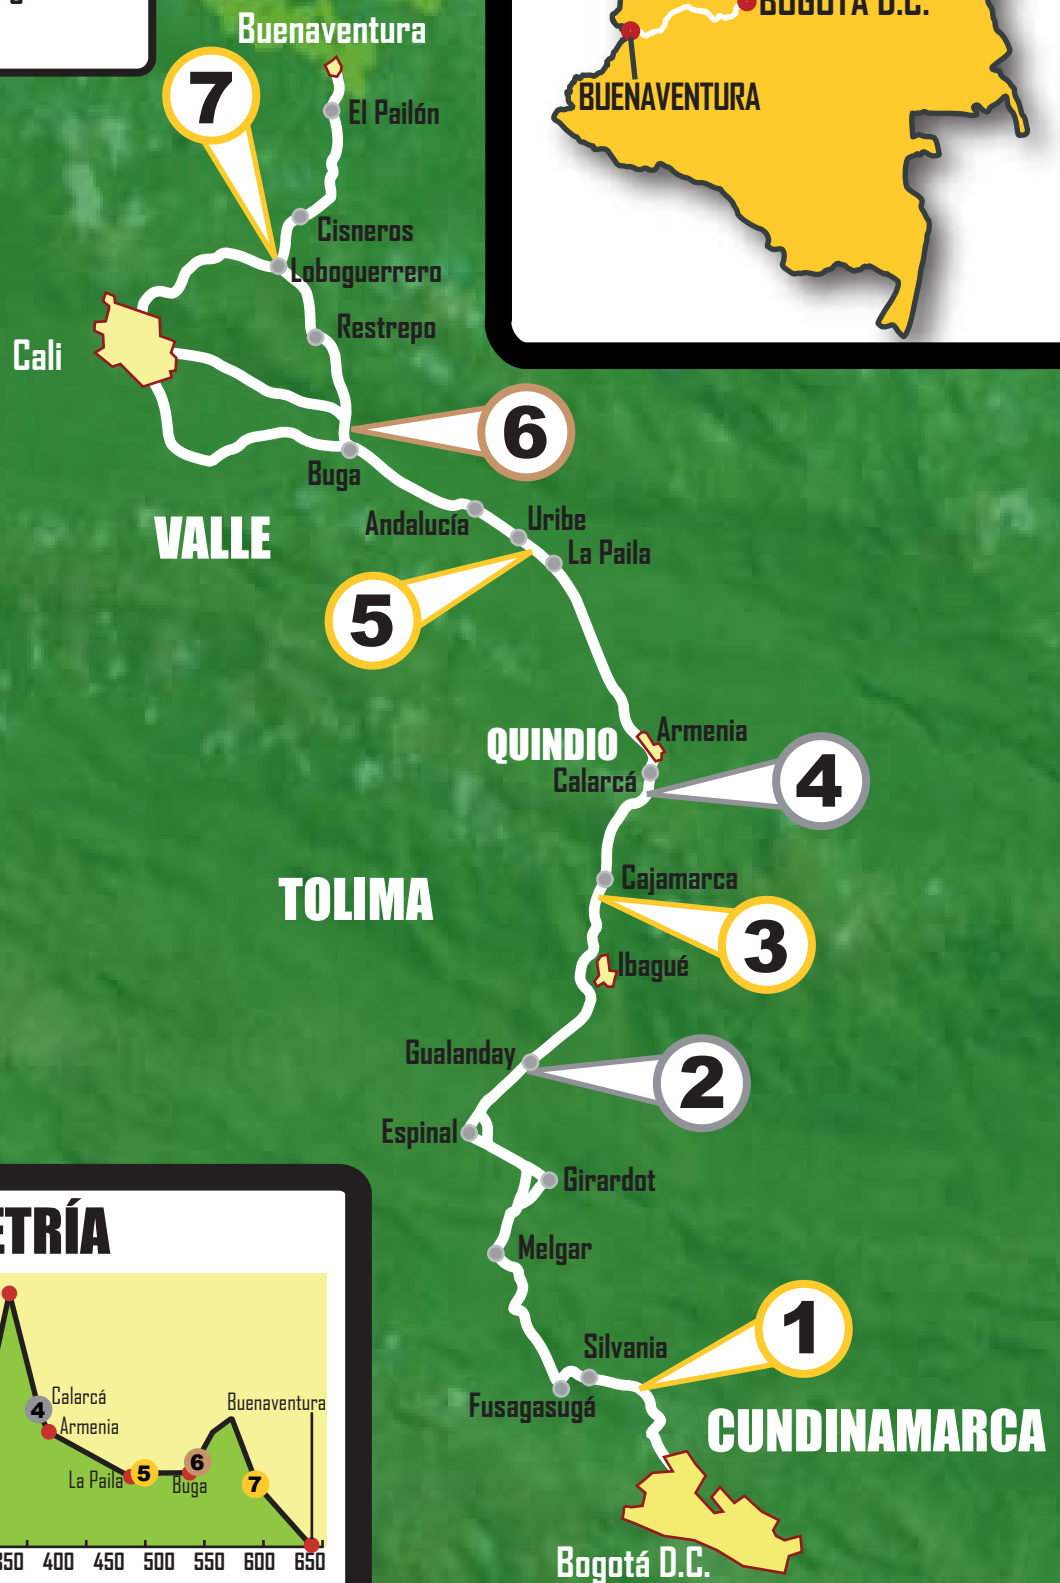 BOGOTÁ D.C.
BUENAVENTURA
Buenaventura
7
El Pailón
Cisneros
Loboguerrero
Restrepo
Cali
6
Buga
VALLE
Andalucía
Uribe
La Paila
5
QUINDIO
Armenia
Calarcá
4
TOLIMA
Cajamarca
3
Ibagué
Gualanday
2
Espinal
Girardot
Melgar
1
Silvania
Fusagasugá
CUNDINAMARCA
Bogotá D.C.
ETRÍA
4
Calarcá
Armenia
Buenaventura
La Paila
5
6
Buga
7
350 400 450 500 550 600 650